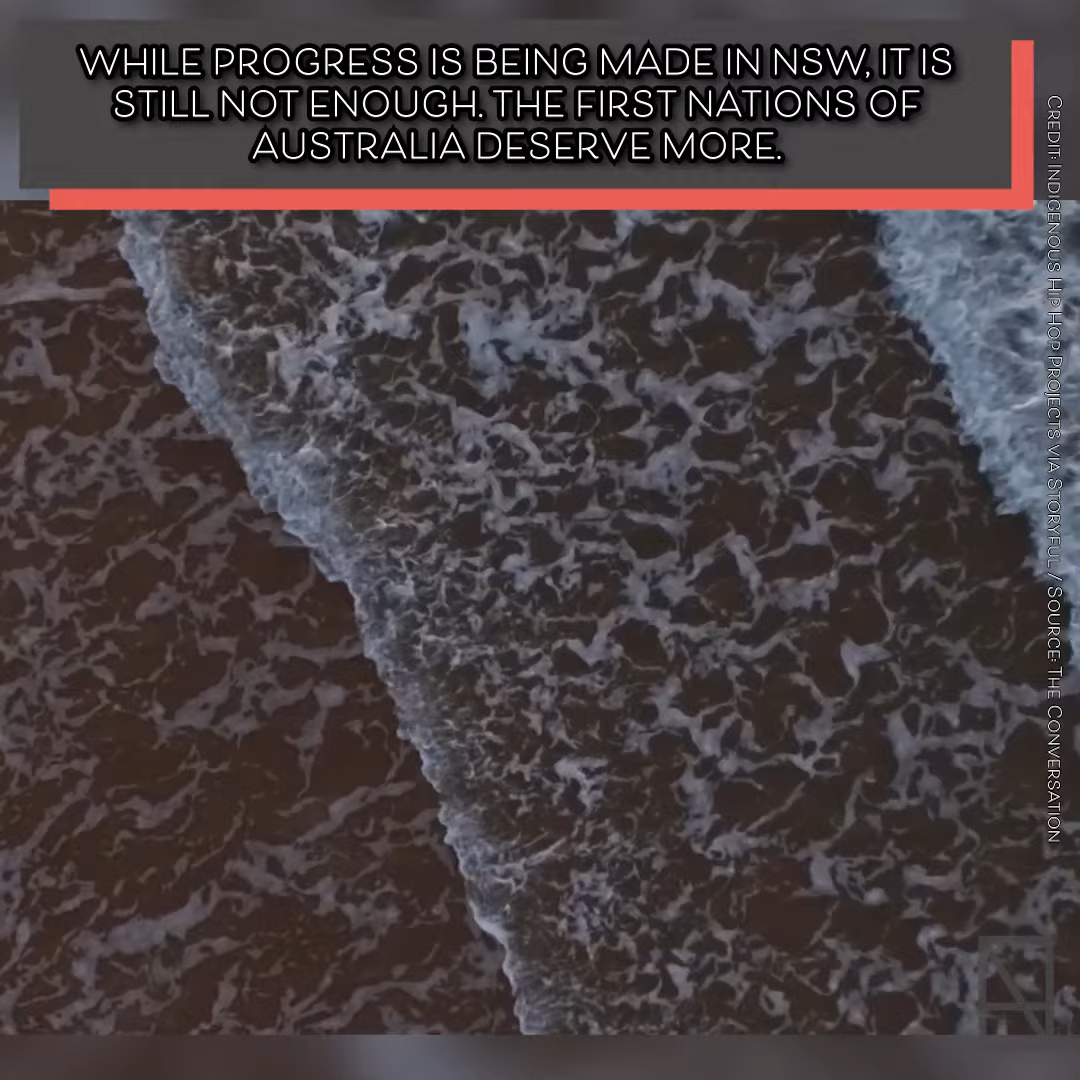 WHILE PROGRESS IS BEING MADE IN NSW, IT IS
STILL NOT ENOUGH. THE FIRST NATIONS OF
AUSTRALIA DESERVE MORE.
CREDIT: INDIGENOUS HIP HOP PROJECTS VIA STORYFUL / SOURCE: THE CONVERSATION